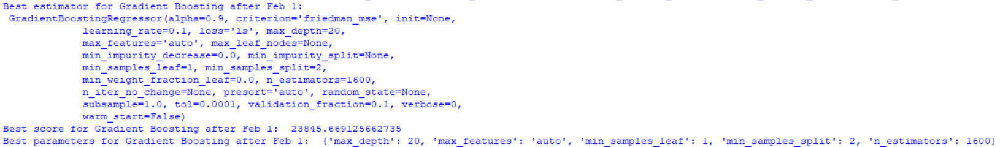 Best estimator for Gradient Boosting after Feb 1:
GradientBoostingRegressor(alpha=0.9, criterion='friedman_mse', init=None,
learning_rate=0.1, loss='ls', max_depth=20,
max_features='auto', max_leaf_nodes=None,
min_impurity_decrease=0.0, min_impurity_split=None,
min_samples_leaf=1, min_samples_split=2,
min_weight_fraction_leaf=0.0, n_estimators=1600,
n_iter_no_change=None, presort='auto', random_state=None,
subsample=1.0, tol=0.0001, validation_fraction=0.1, verbose=0,
warm_start=False)
Best score for Gradient Boosting after Feb 1:  23845.669125662735
Best parameters for Gradient Boosting after Feb 1:  {'max_depth': 20, 'max_features': 'auto', 'min_samples_leaf': 1, 'min_samples_split': 2, 'n_estimators': 1600}